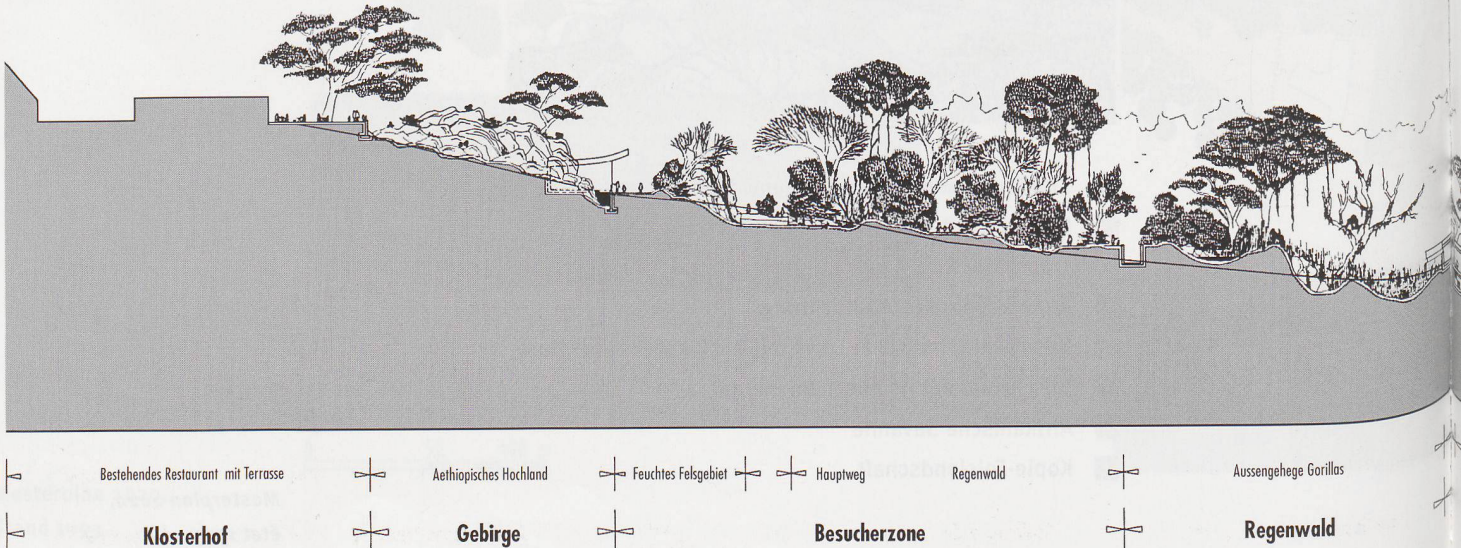 Bestehendes Restaurant mit Terrasse Aethiopisches Hochland Feuchtes Felsgebiet Hauptweg Regenwald Aussengehege Gorillas
Klosterhof Gebirge Besucherzone Regenwald